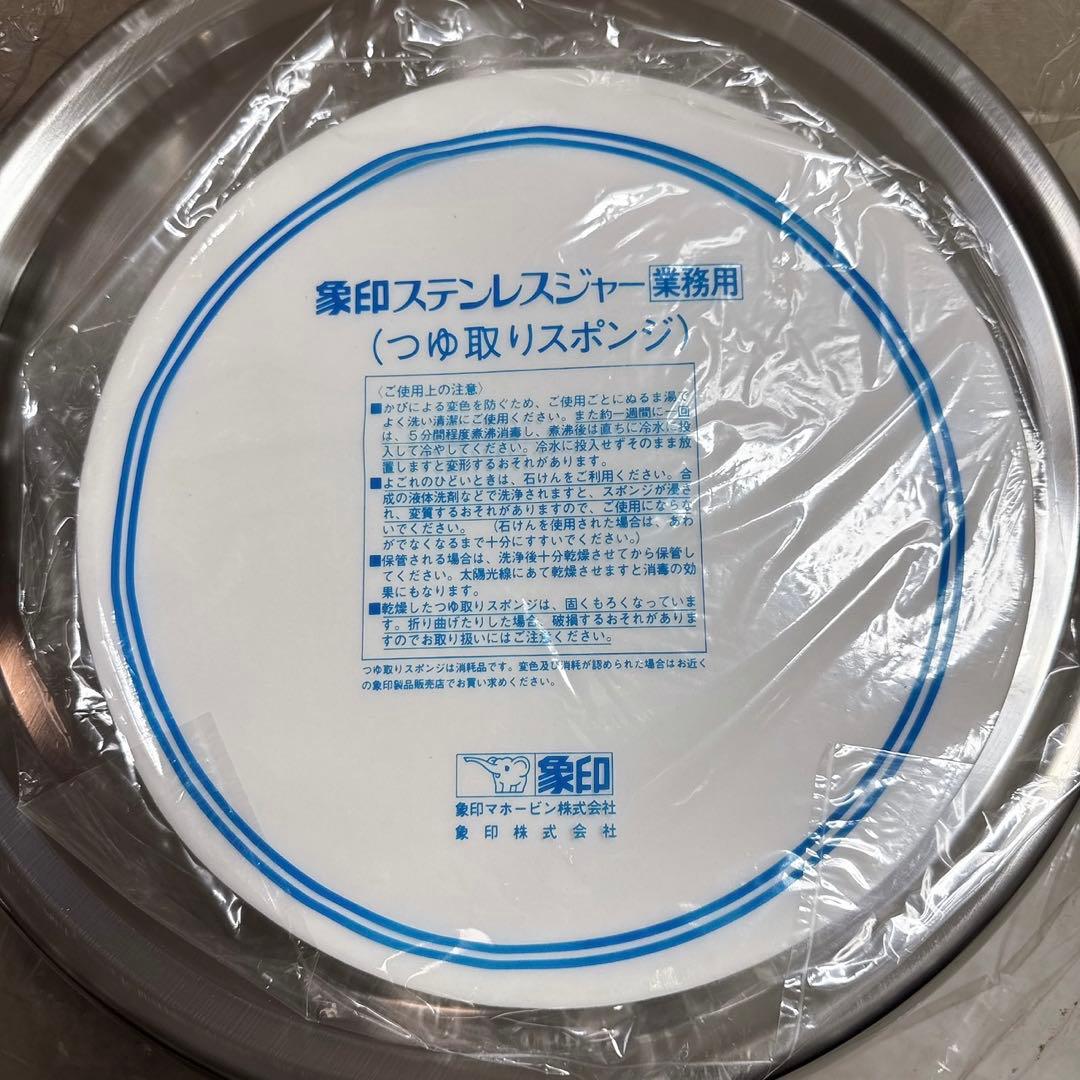 象印ステンレスジャー業務用
(つゆ取りスポンジ)
〈ご使用上の注意〉
■かびによる変色を防ぐため、ご使用ごとにぬるま湯で
よく洗い清潔にご使用ください。また約一週間に一回
は、5分間程度煮沸消毒し、煮沸後は直ちに冷水に投
入して冷やしてください。冷水に投入せずそのまま放
置しますと変形するおそれがあります。
■よごれのひどいときは、石けんをご利用ください。合
成の液体洗剤などで洗浄されますと、スポンジが浸さ
れ、変質するおそれがありますので、ご使用にならな
いでください。(石けんを使用された場合は、あわ
がでなくなるまで十分にすすいでください。)
■保管される場合は、洗浄後十分乾燥させてから保管し
てください。太陽光線にあて乾燥させますと消毒の効
果にもなります。
■乾燥したつゆ取りスポンジは、固くもろくなっていま
す。折り曲げたりした場合、破損するおそれがありま
すのでお取り扱いにはご注意ください。
つゆ取りスポンジは消耗品です。変色及び消耗が認められた場合はお近く
の象印製品販売店でお買い求めください。
象印
象印マホービン株式会社
象印株式会社